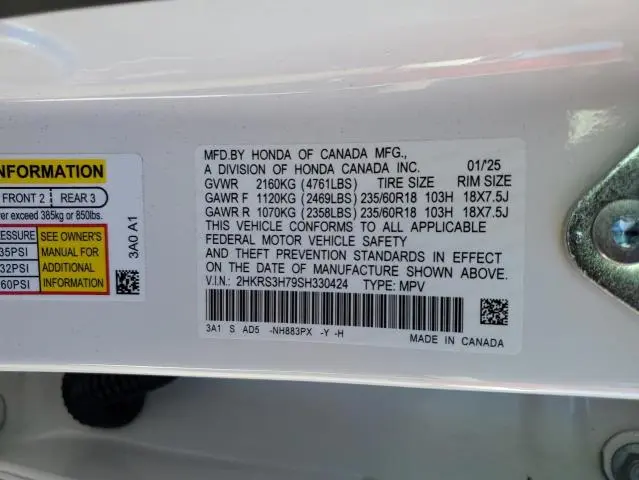 NFORMATION
FRONT 2 REAR 3
ver exceed 385kg or 850lbs.
RESSURE SEE OWNER'S
35PSI MANUAL FOR
32PSI ADDITIONAL
60PSI INFORMATION
3A0 A1
MFD.BY HONDA OF CANADA MFG.,
A DIVISION OF HONDA CANADA INC. 01/25
GVWR 2160KG (4761LBS) TIRE SIZE RIM SIZE
GAWR F 1120KG (2469LBS) 235/60R18 103H 18X7.5J
GAWR R 1070KG (2358LBS) 235/60R18 103H 18X7.5J
THIS VEHICLE CONFORMS TO ALL APPLICABLE
FEDERAL MOTOR VEHICLE SAFETY
AND THEFT PREVENTION STANDARDS IN EFFECT
ON THE DATE OF MANUFACTURE SHOWN ABOVE.
V.I.N.: 2HKRS3H79SH330424 TYPE: MPV
3A1 S AD5 -NH883PX -Y -H
MADE IN CANADA